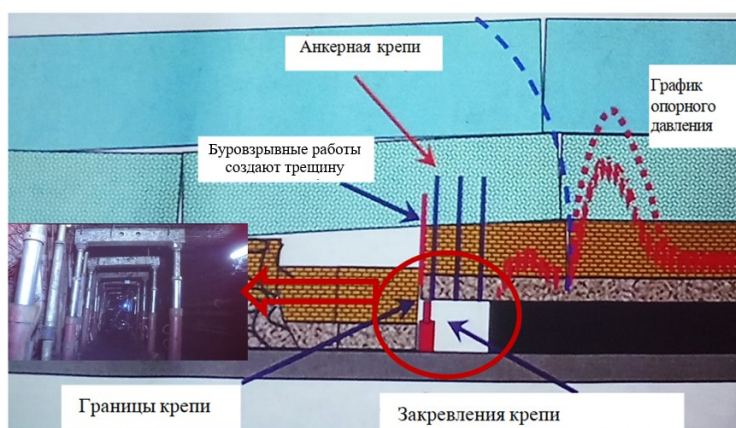 Анкерная крепи
График
опорного
давления
Буровзрывные работы
создают трещину
Границы крепи
Закревления крепи